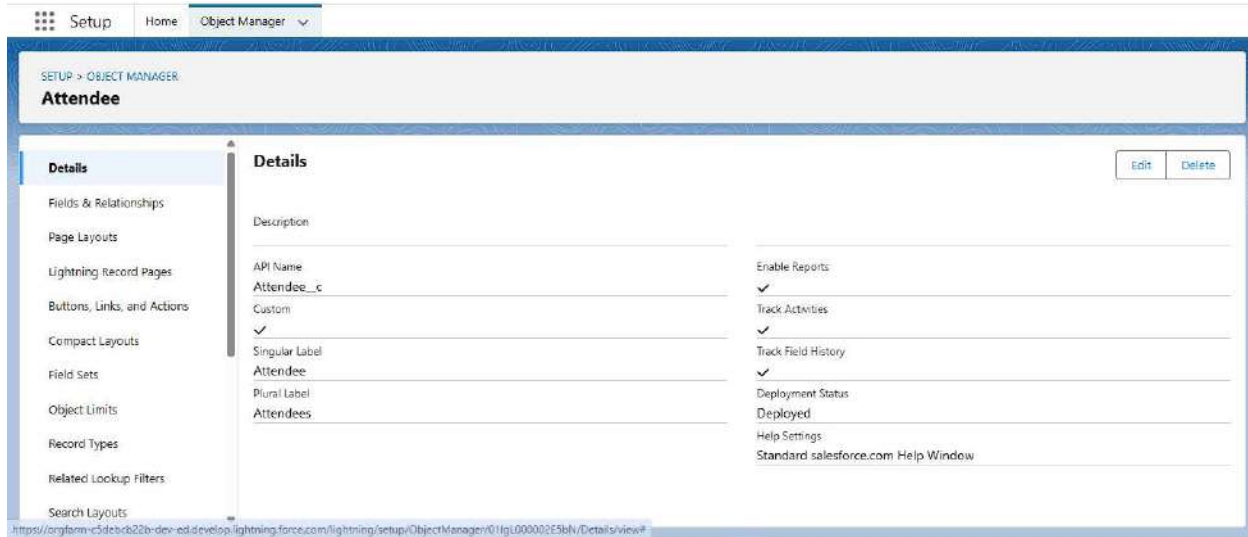 Setup Home Object Manager
SETUP > OBJECT MANAGER
Attendee
Details
Fields & Relationships
Page Layouts
Lightning Record Pages
Buttons, Links, and Actions
Compact Layouts
Field Sets
Object Limits
Record Types
Related Lookup Filters
Search Layouts
Details
Edit Delete
Description
API Name
Attendee__c
Custom
Singular Label
Attendee
Plural Label
Attendees
Enable Reports
Track Activities
Track Field History
Deployment Status
Deployed
Help Settings
Standard salesforce.com Help Window